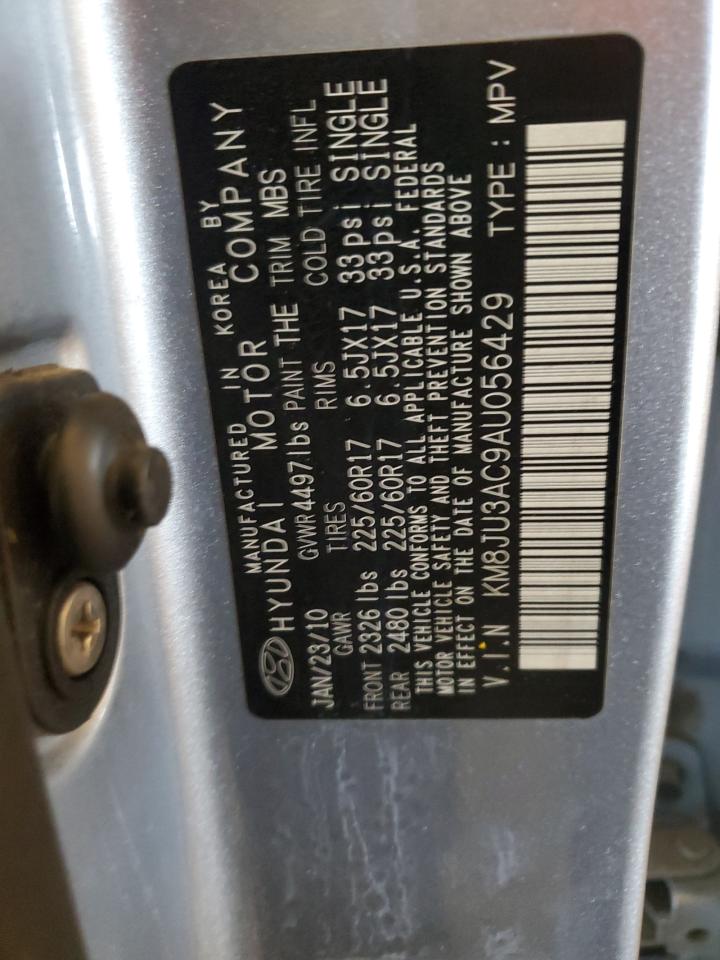 MANUFACTURED IN KOREA BY
HYUNDAI MOTOR COMPANY
JAN/23/10 GVWR4497lbs PAINT THE TRIM MBS
GAWR TIRES RIMS COLD TIRE INFL
FRONT 2326 lbs 225/60R17 6.5JX17 33psi SINGLE
REAR 2480 lbs 225/60R17 6.5JX17 33psi SINGLE
THIS VEHICLE CONFORMS TO ALL APPLICABLE U.S.A. FEDERAL
MOTOR VEHICLE SAFETY AND THEFT PREVENTION STANDARDS
IN EFFECT ON THE DATE OF MANUFACTURE SHOWN ABOVE
V.I.N KM8JU3AC9AU056429 TYPE : MPV